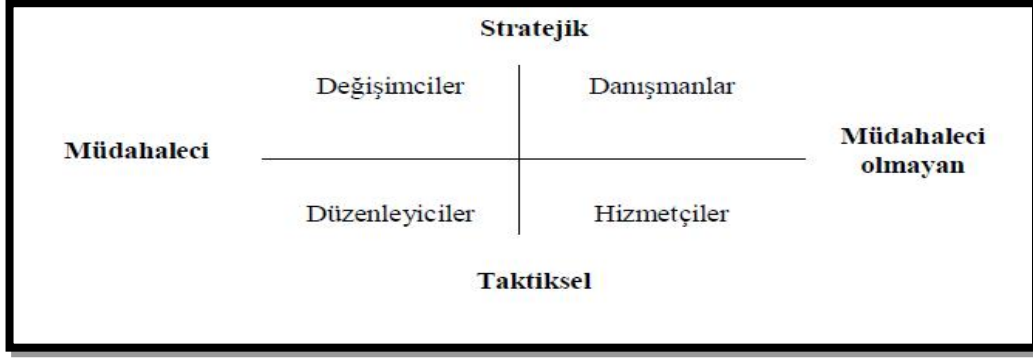 Stratejik
Değişimciler Danışmanlar
Müdahaleci
Müdahaleci
olmayan
Düzenleyiciler Hizmetçiler
Taktiksel